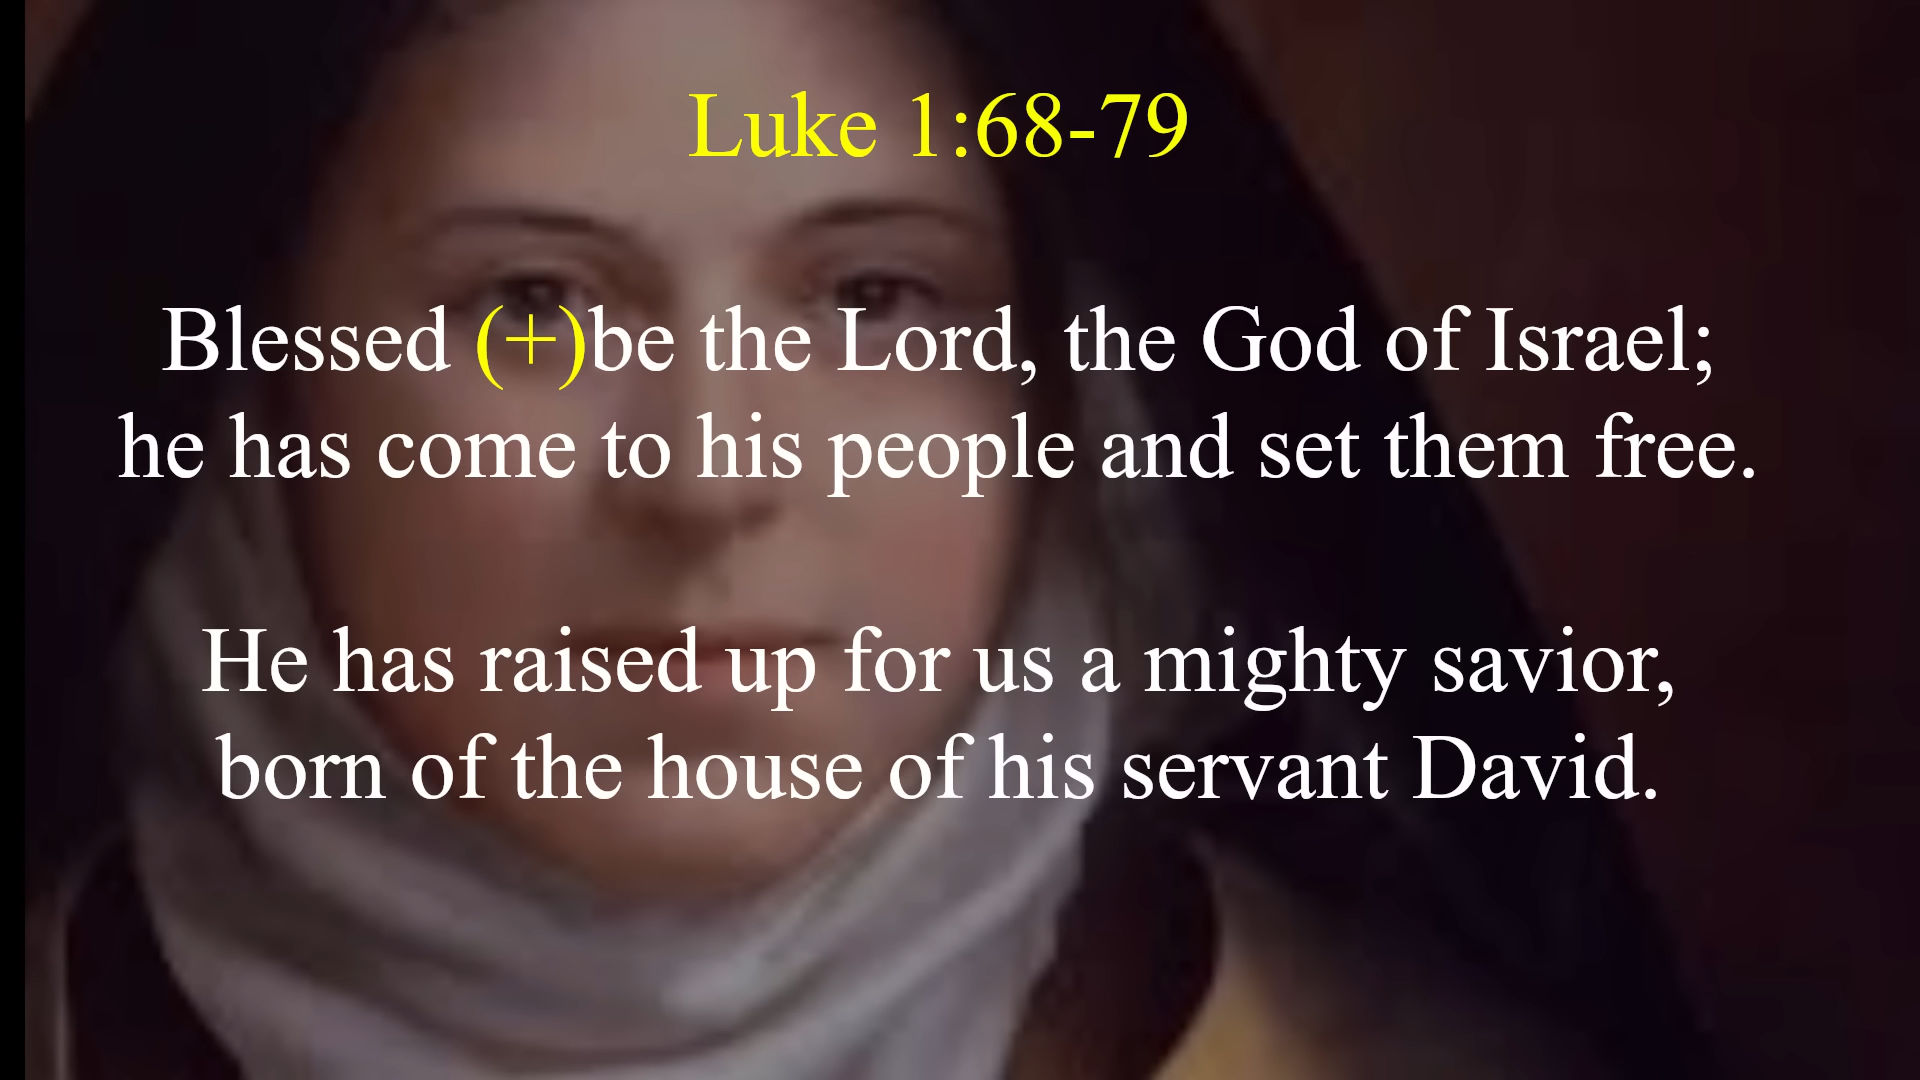 Luke 1:68-79
Blessed (+)be the Lord, the God of Israel;
he has come to his people and set them free.
He has raised up for us a mighty savior,
born of the house of his servant David.